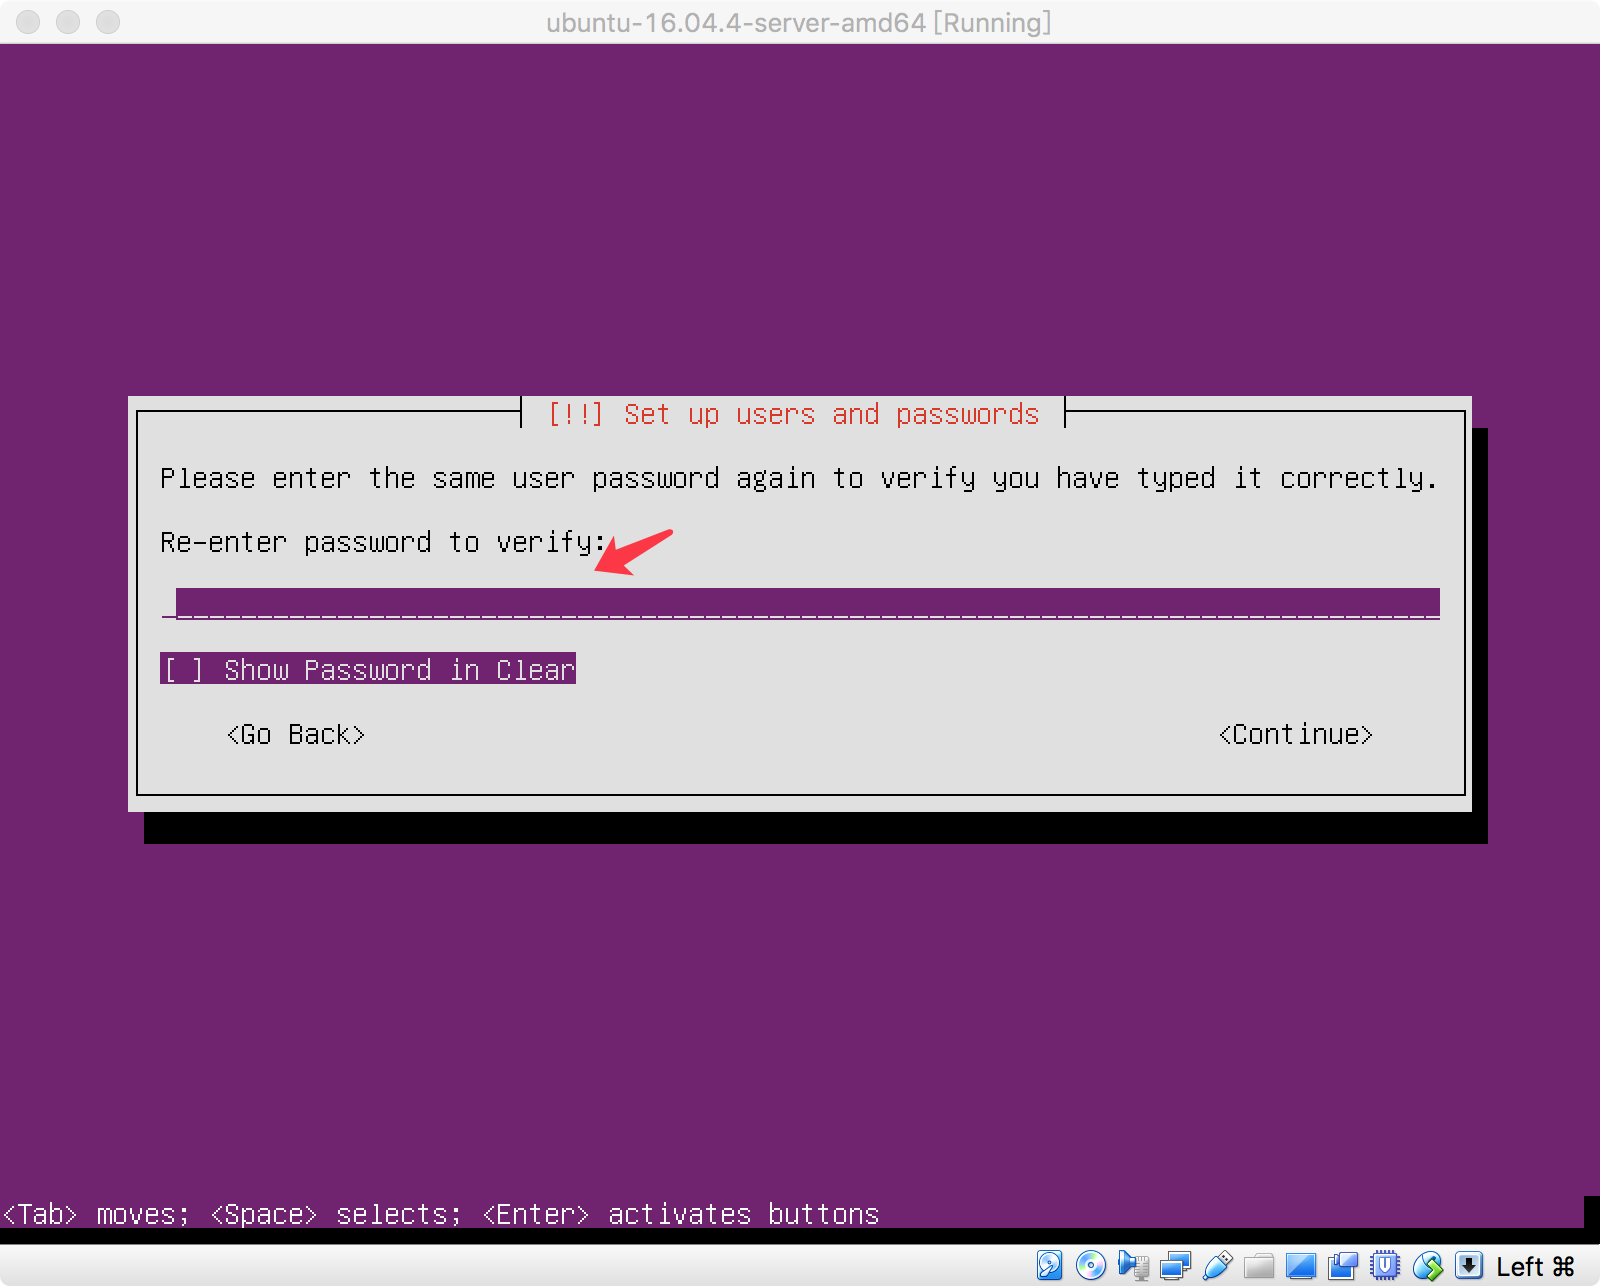 ubuntu-16.04.4-server-amd64 [Running]
[!!] Set up users and passwords
Please enter the same user password again to verify you have typed it correctly.
Re-enter password to verify:
[ ] Show Password in Clear
<Go Back> <Continue>
<Tab> moves; <Space> selects; <Enter> activates buttons
Left ⌘